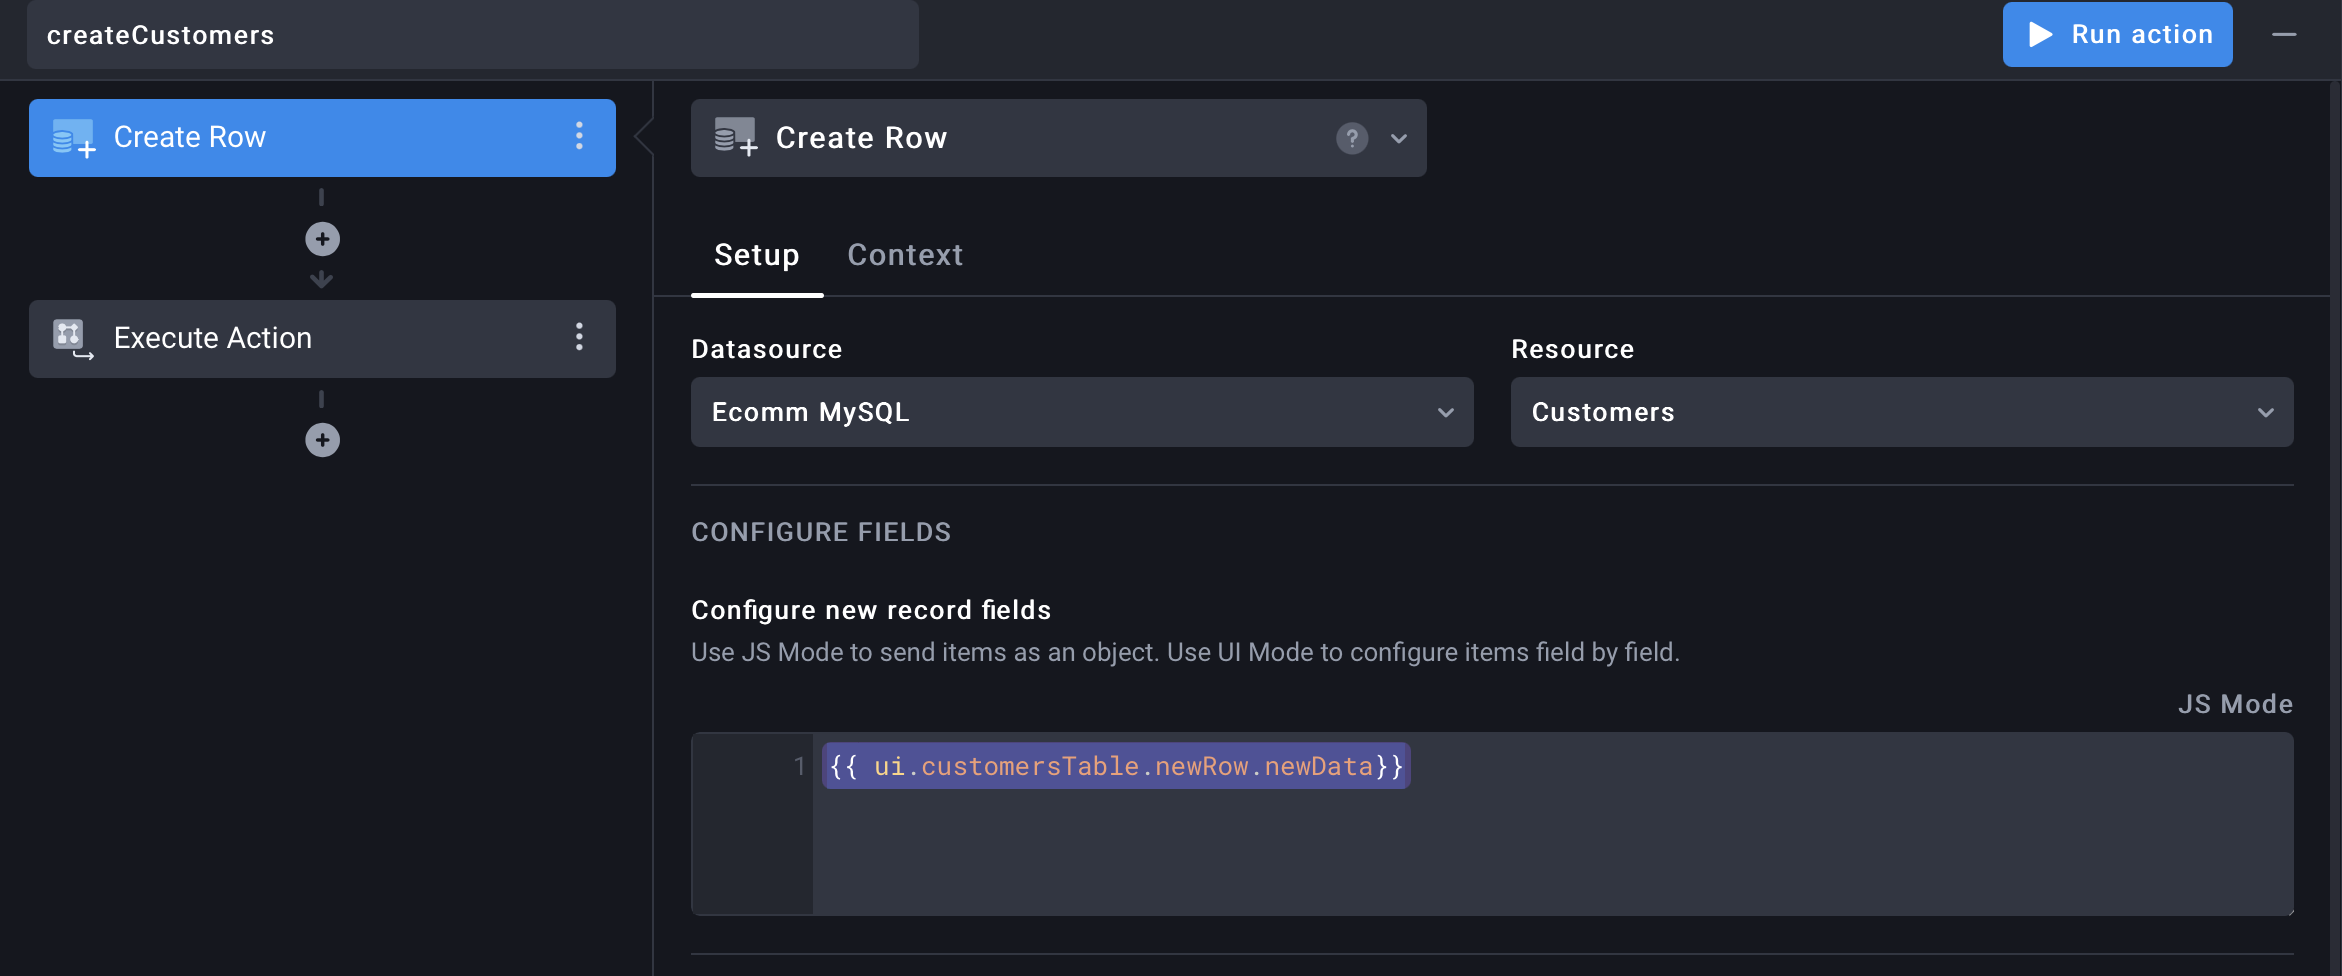 createCustomers
Run action
Create Row
Execute Action
Create Row
?
Setup Context
Datasource
Resource
Ecomm MySQL
Customers
CONFIGURE FIELDS
Configure new record fields
Use JS Mode to send items as an object. Use UI Mode to configure items field by field.
JS Mode
1 {{ ui.customersTable.newRow.newData}}